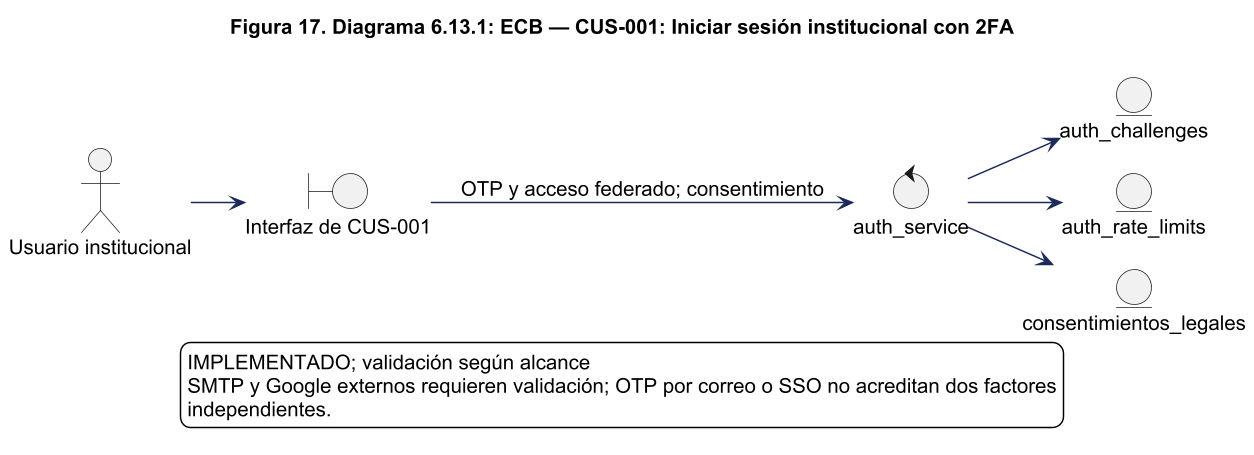 Figura 17. Diagrama 6.13.1: ECB — CUS-001: Iniciar sesión institucional con 2FA
auth_challenges
OTP y acceso federado; consentimiento
Usuario institucional
Interfaz de CUS-001
auth_service
auth_rate_limits
consentimientos_legales
IMPLEMENTADO; validación según alcance
SMTP y Google externos requieren validación; OTP por correo o SSO no acreditan dos factores
independientes.